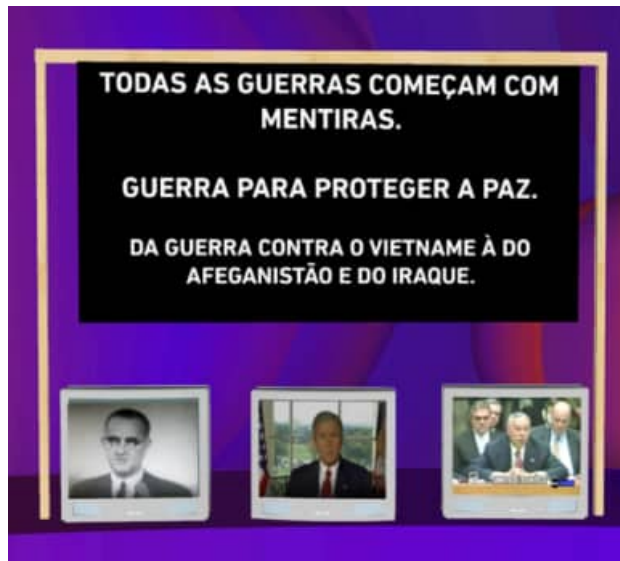 TODAS AS GUERRAS COMEÇAM COM
MENTIRAS.
GUERRA PARA PROTEGER A PAZ.
DA GUERRA CONTRA O VIETNAME À DO
AFEGANISTÃO E DO IRAQUE.